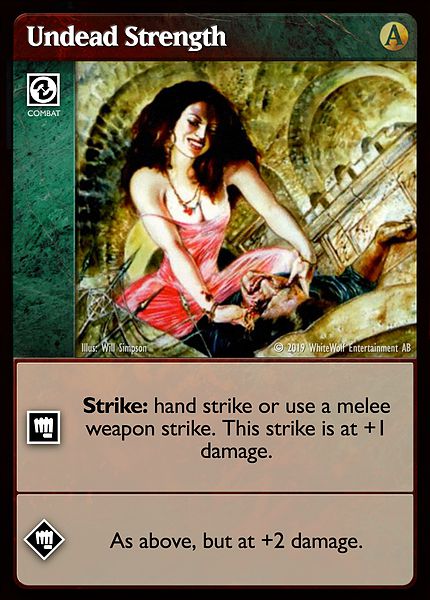 Undead Strength
A
COMBAT
Illus: Will Simpson
© 2019 WhiteWolf Entertainment AB
Strike: hand strike or use a melee
weapon strike. This strike is at +1
damage.
As above, but at +2 damage.